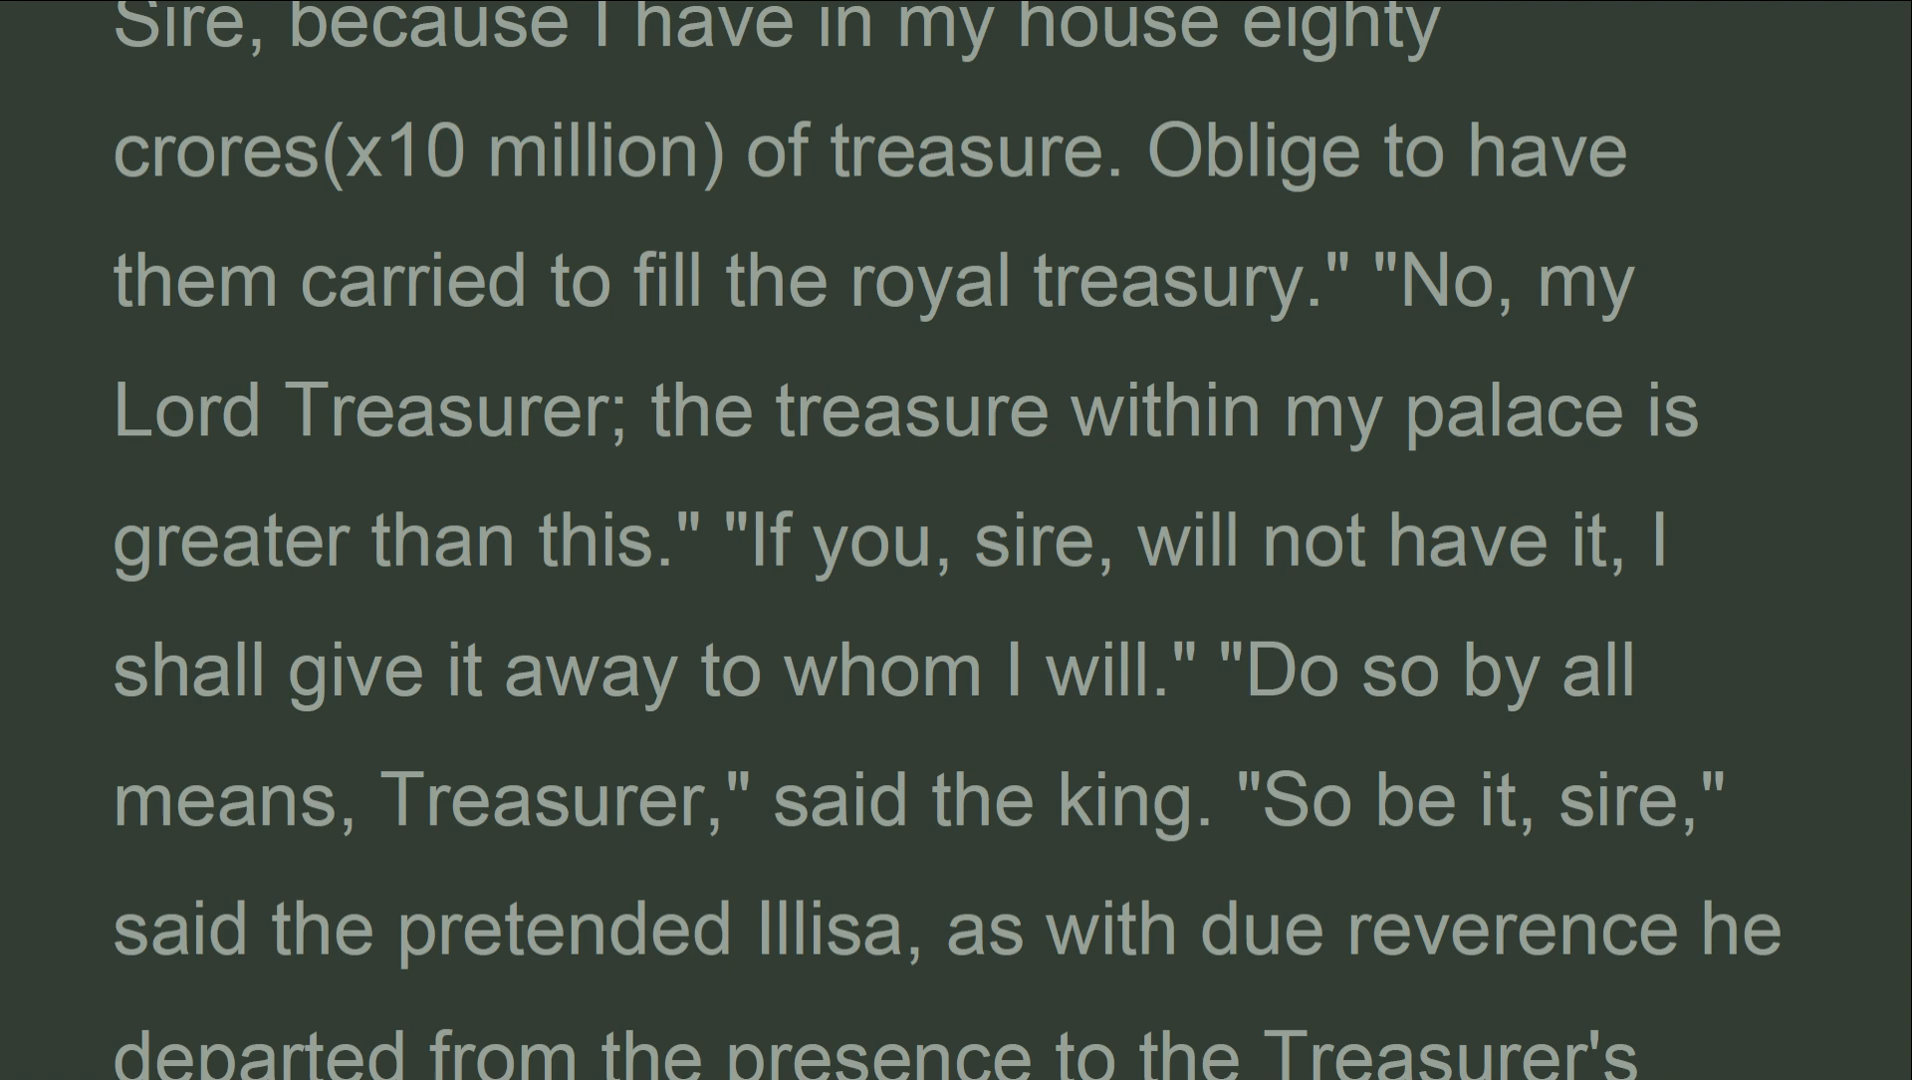 Sire, because I have in my house eighty
crores(x10 million) of treasure. Oblige to have
them carried to fill the royal treasury." "No, my
Lord Treasurer; the treasure within my palace is
greater than this." "If you, sire, will not have it, I
shall give it away to whom I will." "Do so by all
means, Treasurer," said the king. "So be it, sire,"
said the pretended Illisa, as with due reverence he
departed from the presence to the Treasurer's